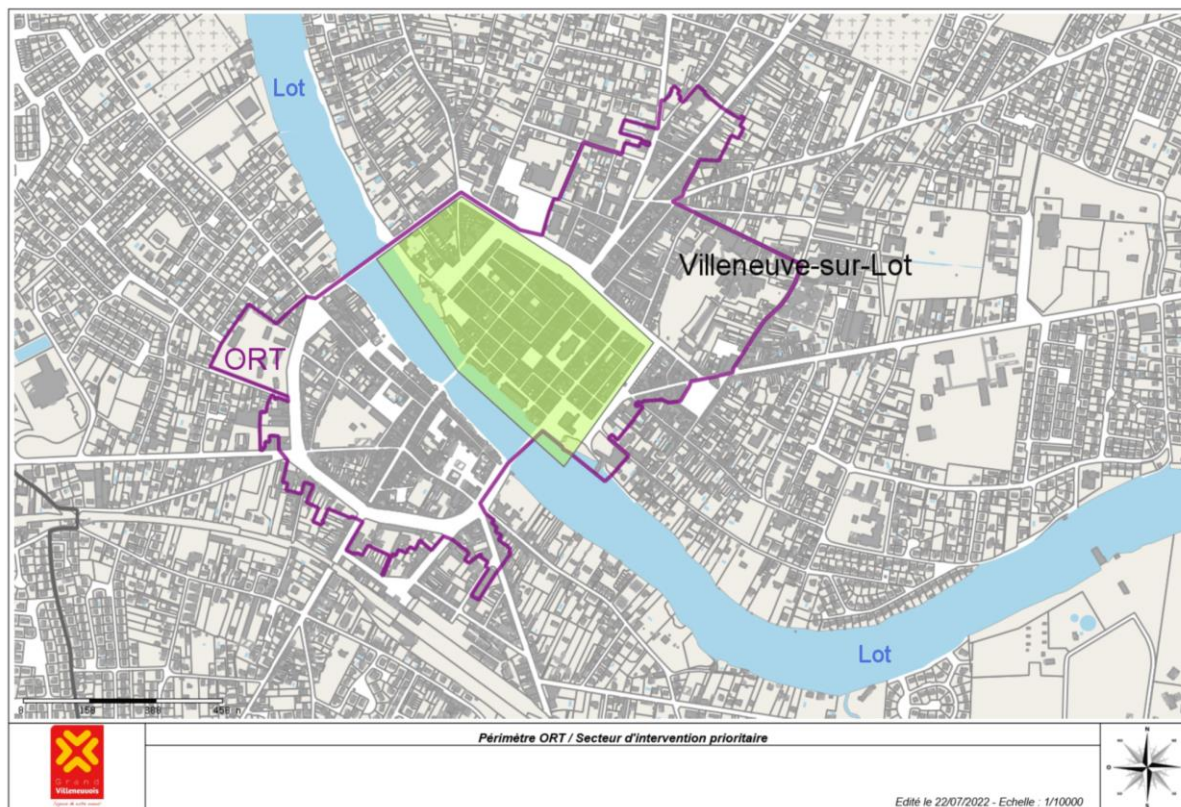 Lot
Villeneuve-sur-Lot
ORT
Lot
0 150 300 450 m
Grand
Villeneuvois
Périmètre ORT / Secteur d'intervention prioritaire
Edité le 22/07/2022 - Echelle : 1/10000